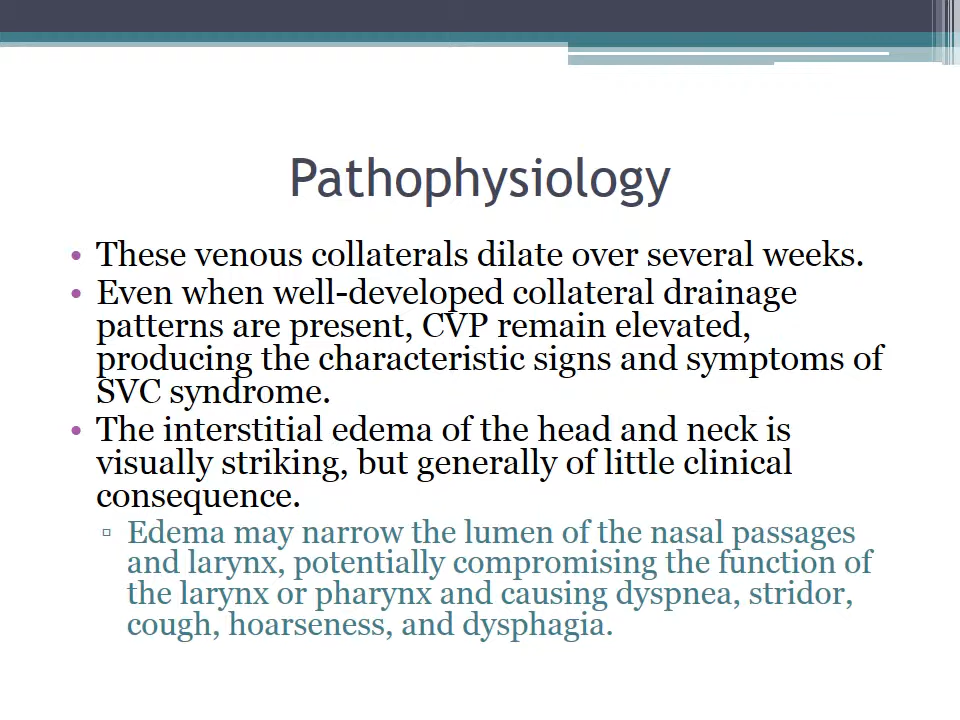 Pathophysiology
• These venous collaterals dilate over several weeks.
• Even when well-developed collateral drainage
patterns are present, CVP remain elevated,
producing the characteristic signs and symptoms of
SVC syndrome.
• The interstitial edema of the head and neck is
visually striking, but generally of little clinical
consequence.
▫ Edema may narrow the lumen of the nasal passages
and larynx, potentially compromising the function of
the larynx or pharynx and causing dyspnea, stridor,
cough, hoarseness, and dysphagia.